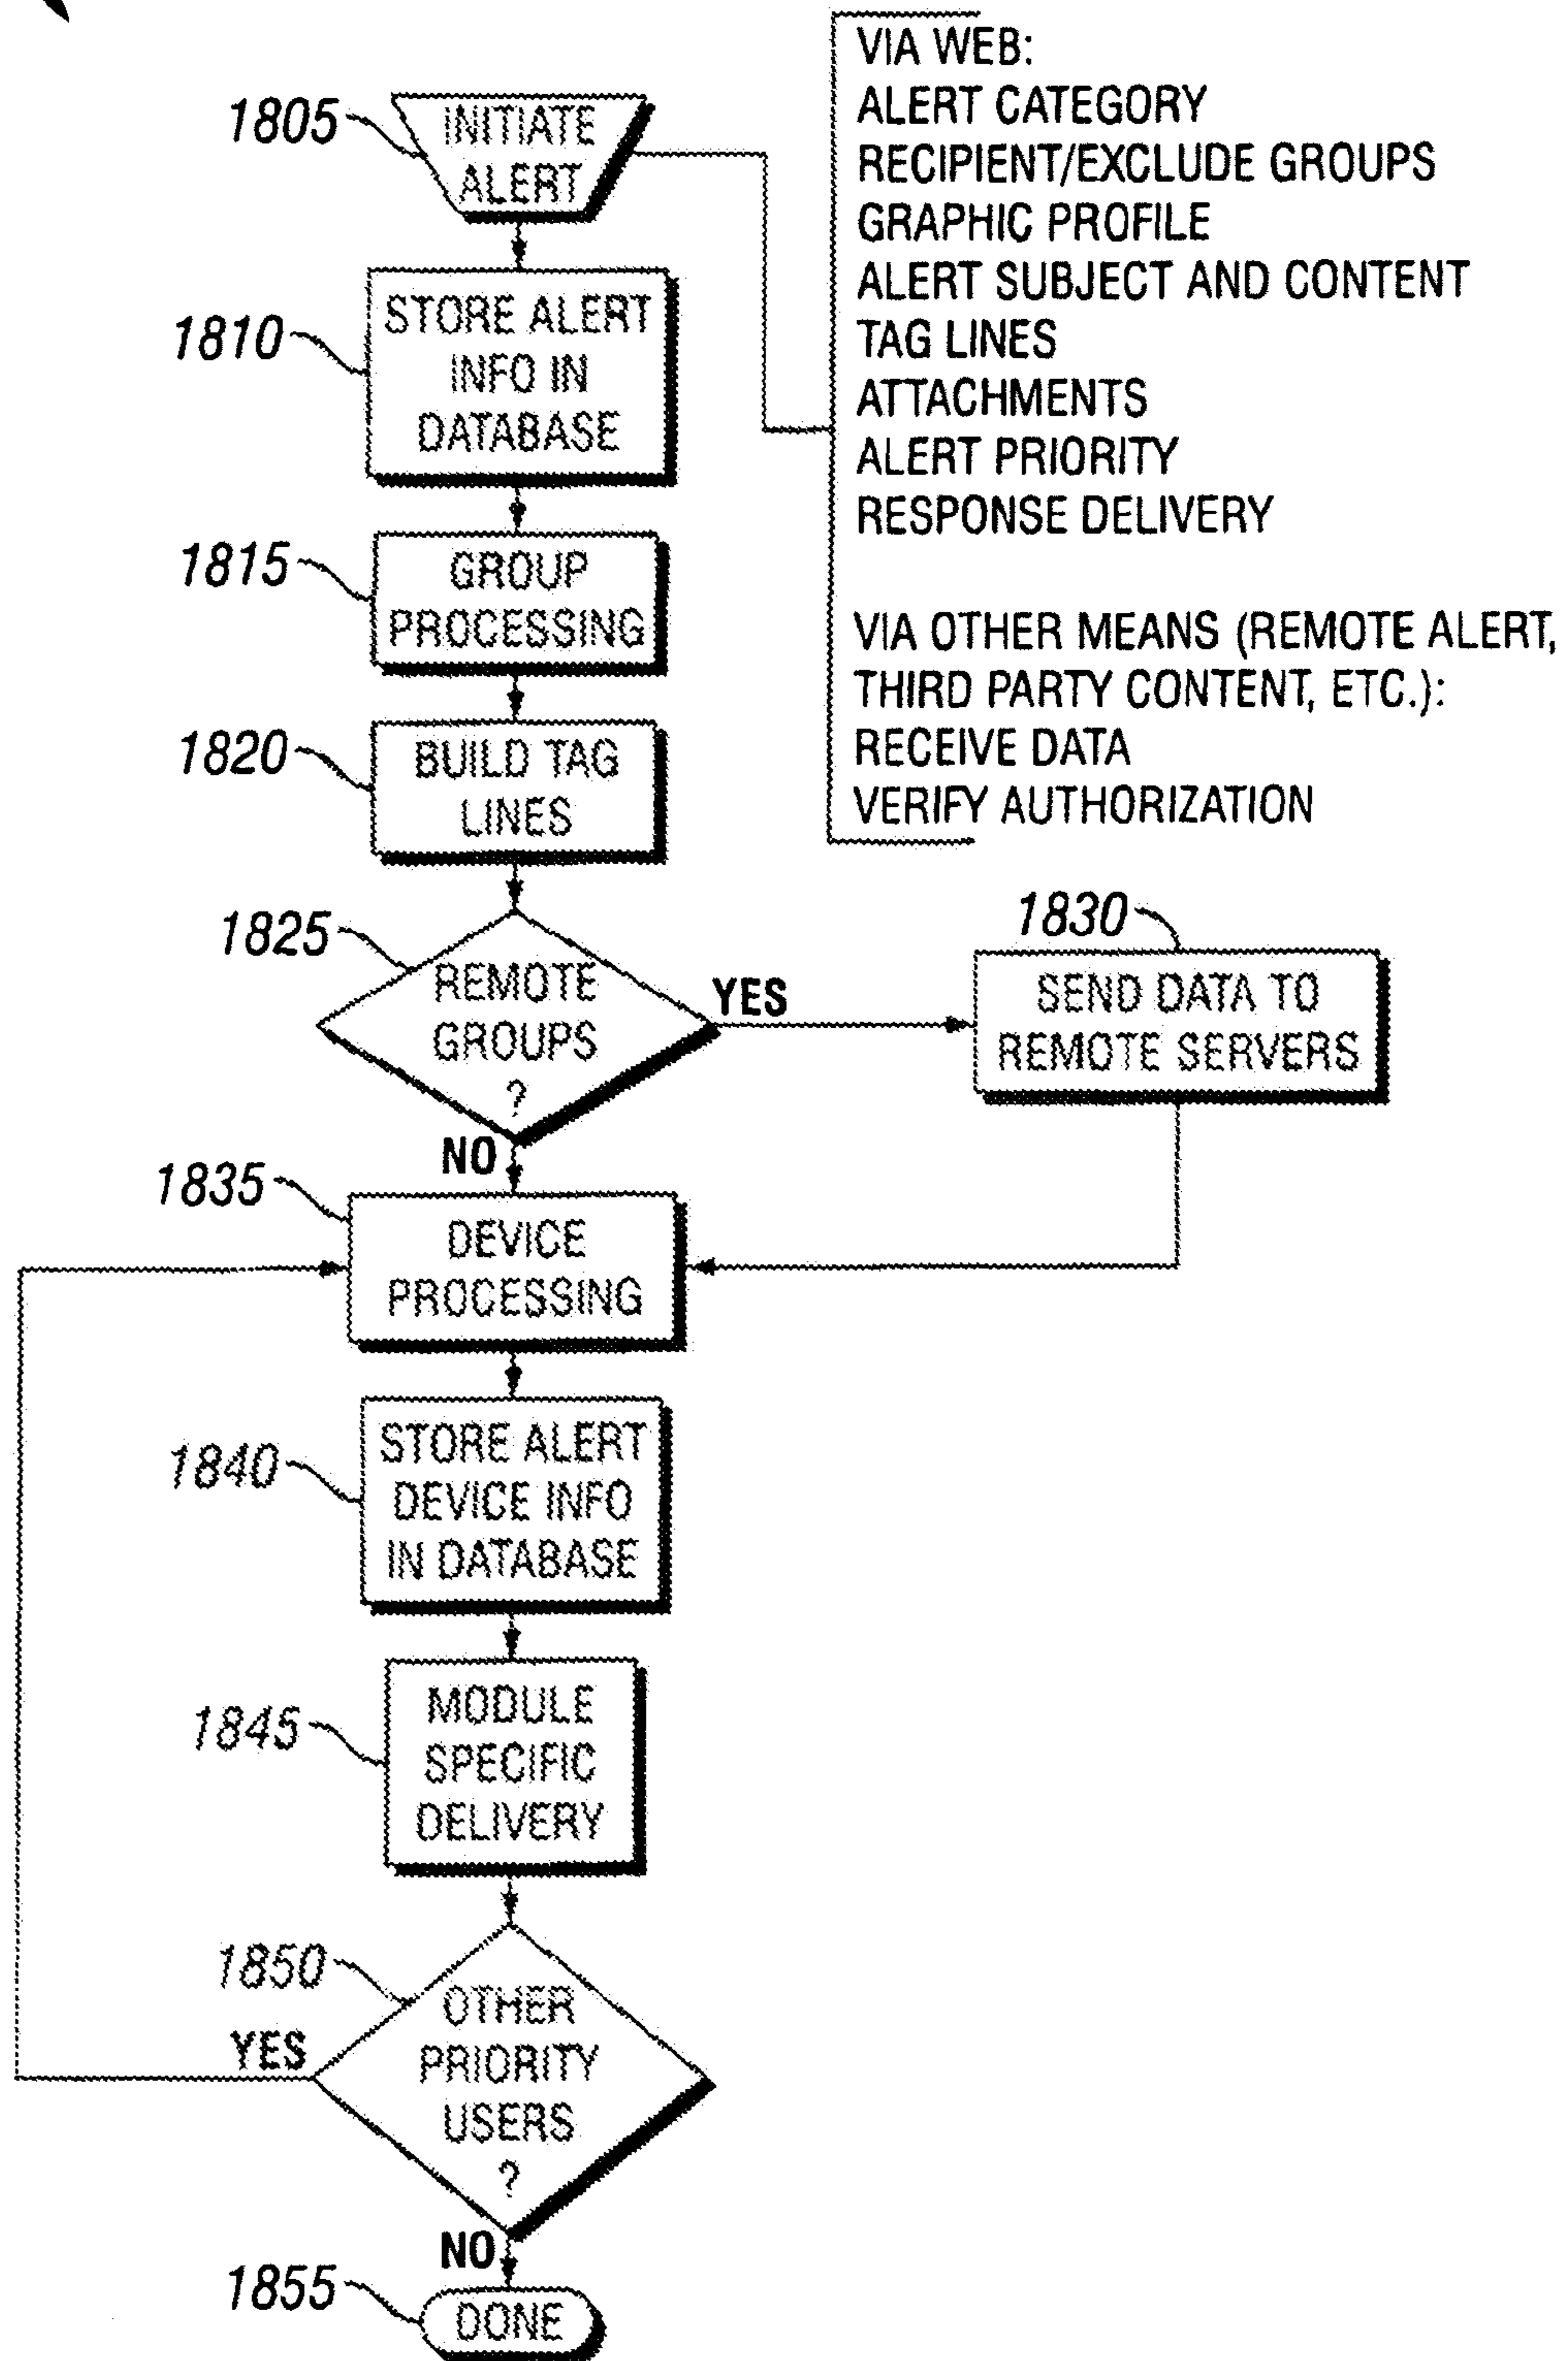 1805
INITIATE
ALERT
VIA WEB:
ALERT CATEGORY
RECIPIENT/EXCLUDE GROUPS
GRAPHIC PROFILE
ALERT SUBJECT AND CONTENT
TAG LINES
ATTACHMENTS
ALERT PRIORITY
RESPONSE DELIVERY
VIA OTHER MEANS (REMOTE ALERT,
THIRD PARTY CONTENT, ETC.):
RECEIVE DATA
VERIFY AUTHORIZATION
1810
STORE ALERT
INFO IN
DATABASE
1815
GROUP
PROCESSING
1820
BUILD TAG
LINES
1825
REMOTE
GROUPS
?
YES
1830
SEND DATA TO
REMOTE SERVERS
NO
1835
DEVICE
PROCESSING
1840
STORE ALERT
DEVICE INFO
IN DATABASE
1845
MODULE
SPECIFIC
DELIVERY
1850
OTHER
PRIORITY
USERS
?
YES
NO
1855
DONE